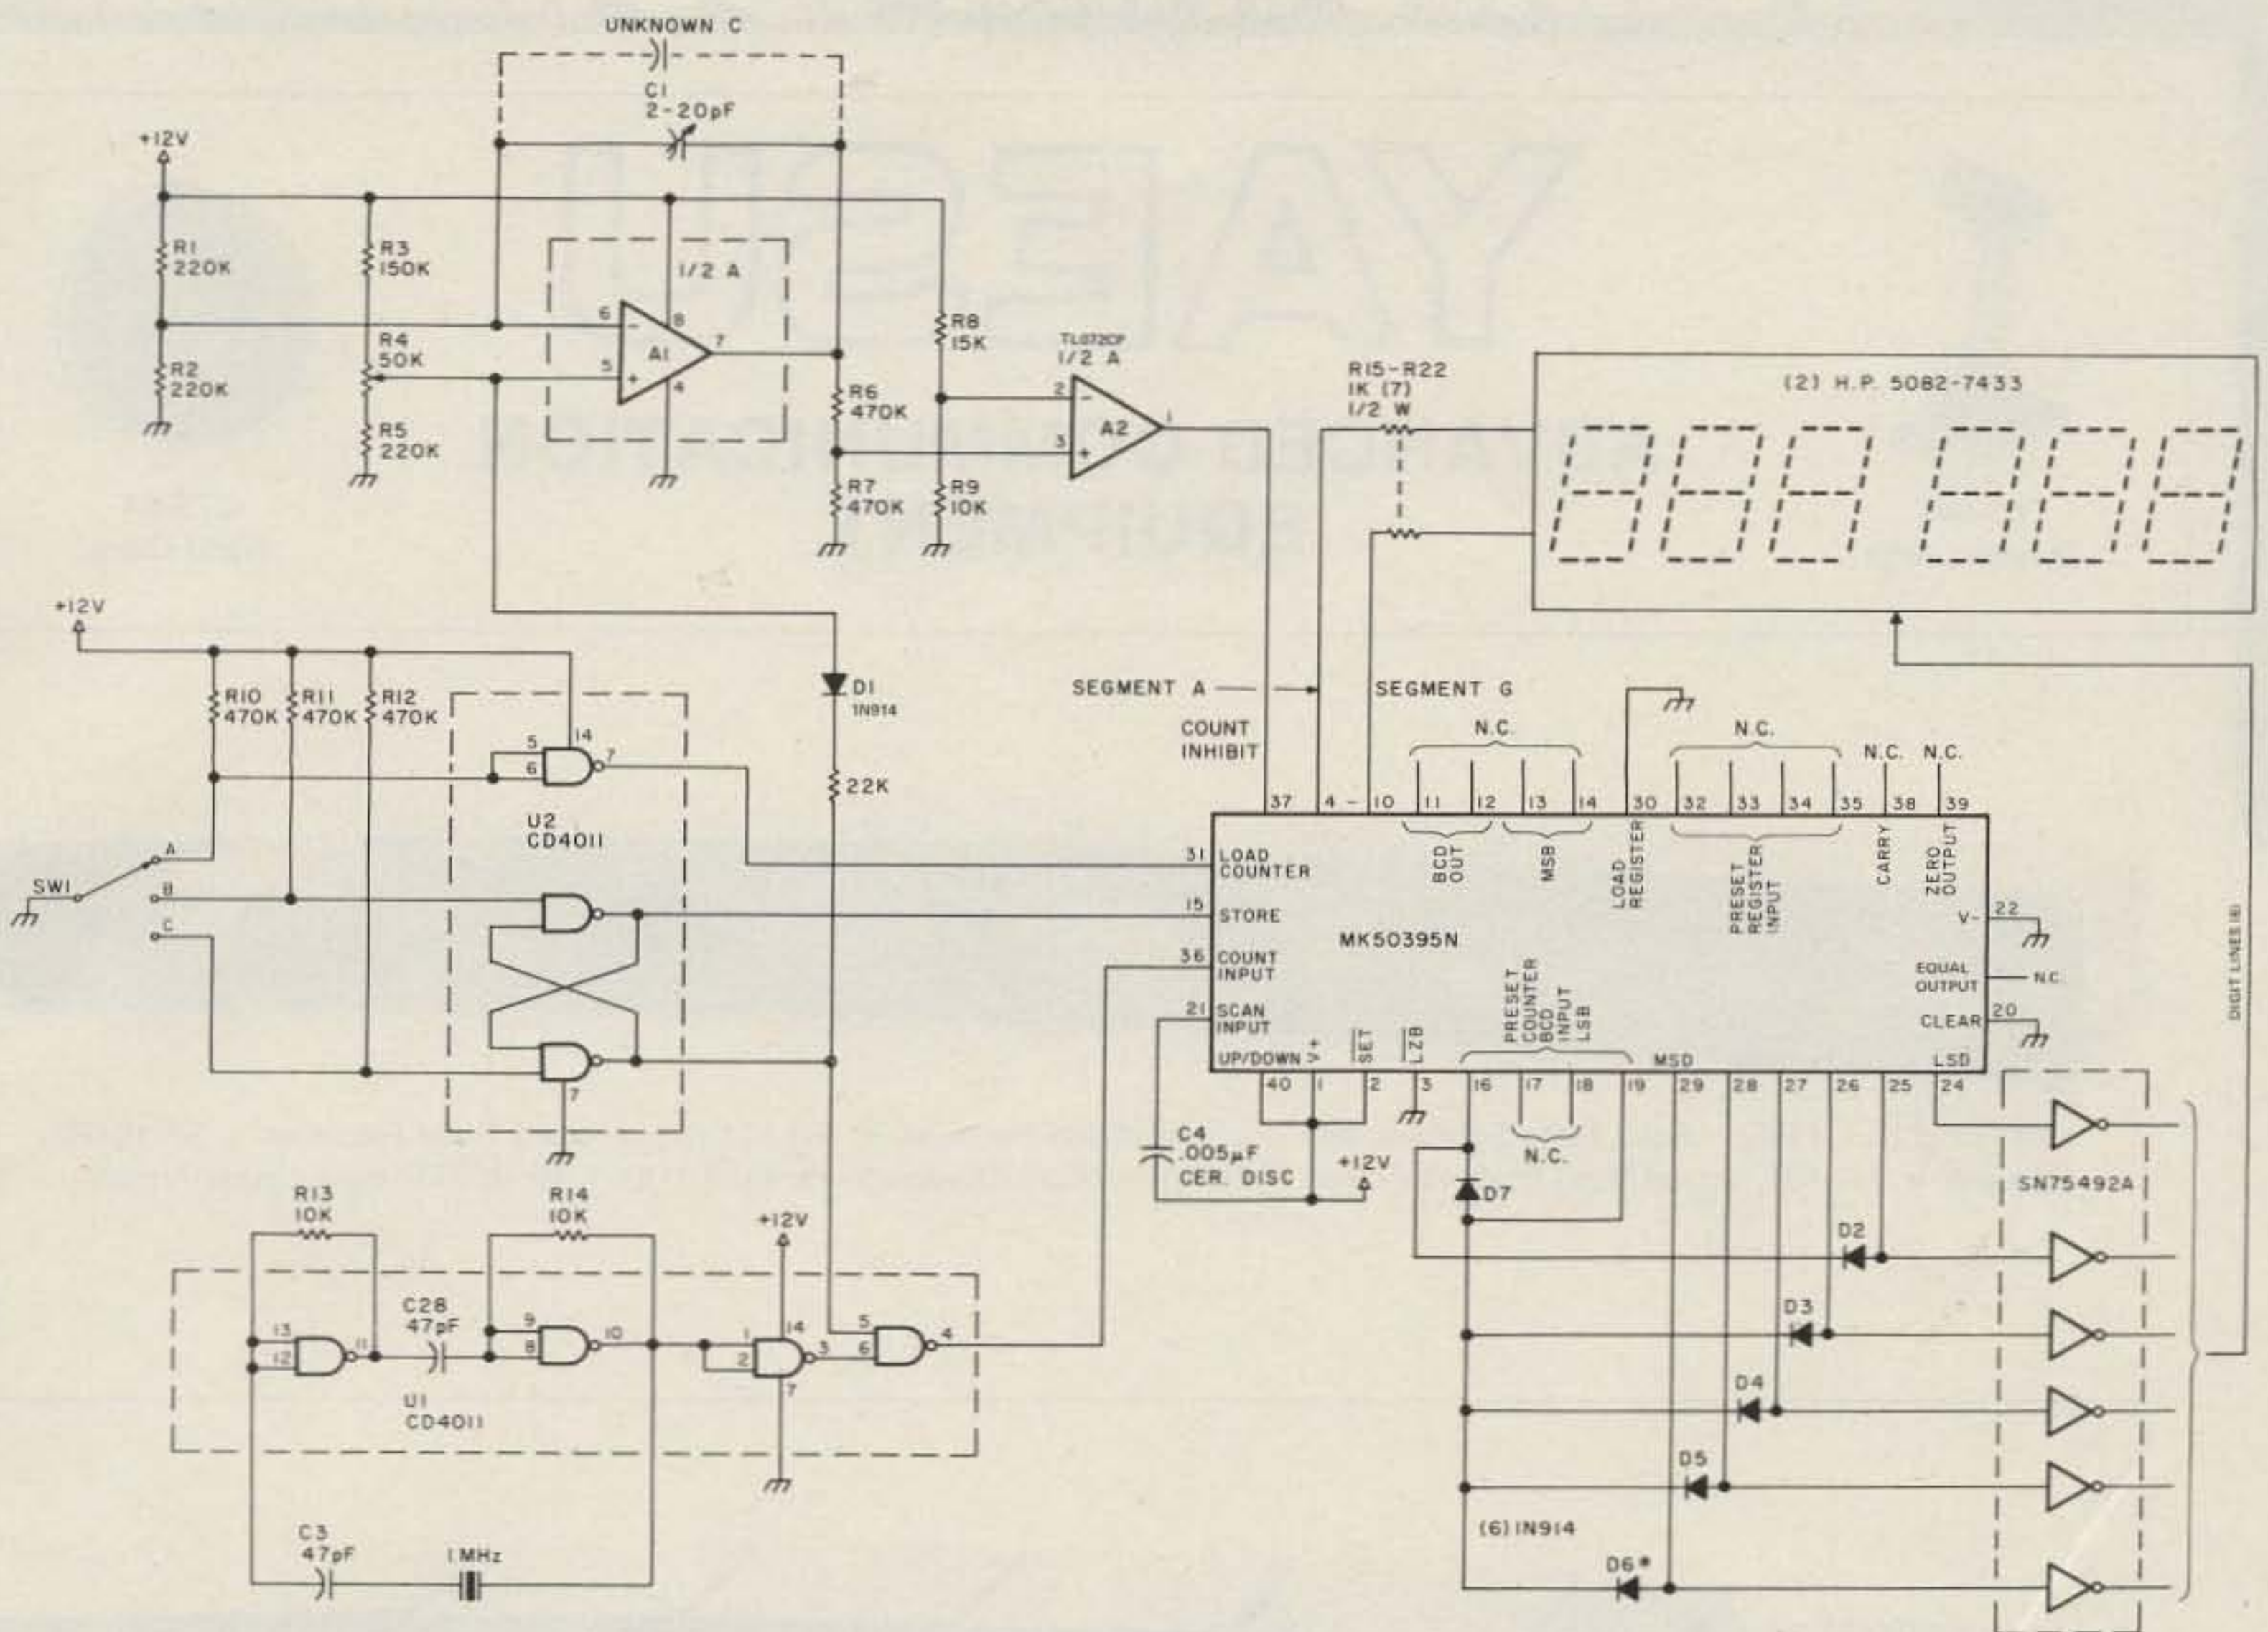 UNKNOWN C
C1
2-20pF
+12V
R1
220K
R3
150K
1/2 A
6
8
A1
7
5
4
R4
50K
R2
220K
R5
220K
R6
470K
R7
470K
R8
15K
R9
10K
TL072CP
1/2 A
2
3
A2
1
R15-R22
1K (7)
1/2 W
(2) H.P. 5082-7433
+12V
R10
470K
R11
470K
R12
470K
D1
1N914
22K
5
6
14
7
U2
CD4011
7
SW1
A
B
C
SEGMENT A
SEGMENT G
COUNT
INHIBIT
N.C.
N.C.
N.C.
N.C.
37
4 - 10
11
12
13
14
30
32
33
34
35
38
39
BCD
OUT
MSB
LOAD
REGISTER
PRESET
REGISTER
INPUT
CARRY
ZERO
OUTPUT
31
LOAD
COUNTER
15
STORE
36
COUNT
INPUT
21
SCAN
INPUT
UP/DOWN
V+
SET
LZB
PRESET
COUNTER
BCD
INPUT
LSB
MSD
LSD
MK50395N
V-
22
EQUAL
OUTPUT
N.C.
CLEAR
20
DIGIT LINES (6)
40
1
2
3
16
17
18
19
29
28
27
26
25
24
C4
.005µF
CER. DISC
+12V
N.C.
D7
SN75492A
D2
D3
D4
D5
(6) 1N914
D6*
R13
10K
R14
10K
+12V
C28
47pF
13
12
11
9
8
10
1
2
14
3
7
5
6
4
U1
CD4011
C3
47pF
1 MHz